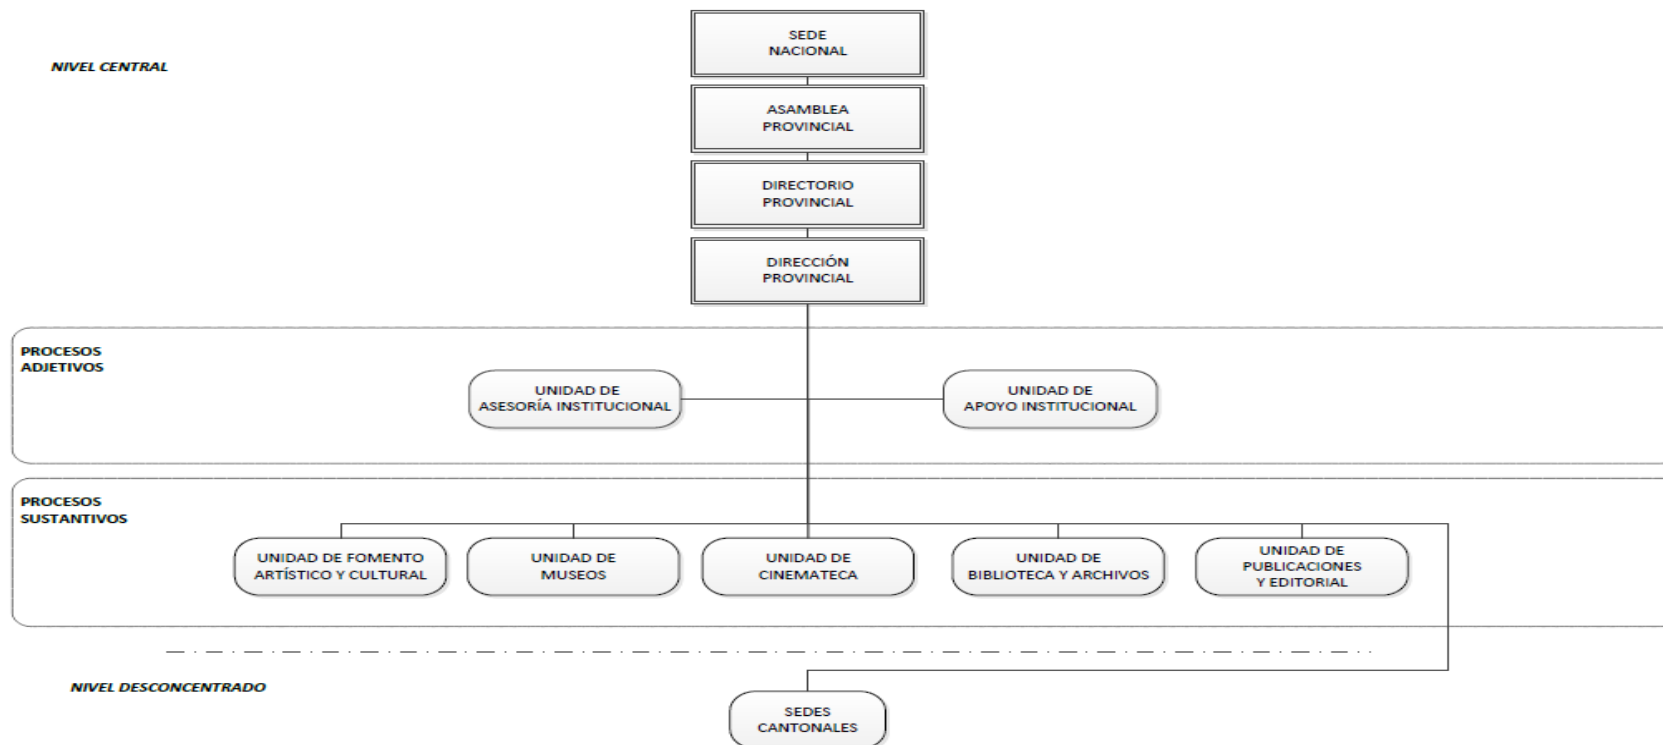 SEDE
NACIONAL
NIVEL CENTRAL
ASAMBLEA
PROVINCIAL
DIRECTORIO
PROVINCIAL
DIRECCIÓN
PROVINCIAL
PROCESOS
ADJETIVOS
UNIDAD DE
ASESORÍA INSTITUCIONAL
UNIDAD DE
APOYO INSTITUCIONAL
PROCESOS
SUSTANTIVOS
UNIDAD DE FOMENTO
ARTÍSTICO Y CULTURAL
UNIDAD DE
MUSEOS
UNIDAD DE
CINEMATECA
UNIDAD DE
BIBLIOTECA Y ARCHIVOS
UNIDAD DE
PUBLICACIONES
Y EDITORIAL
NIVEL DESCONCENTRADO
SEDES
CANTONALES